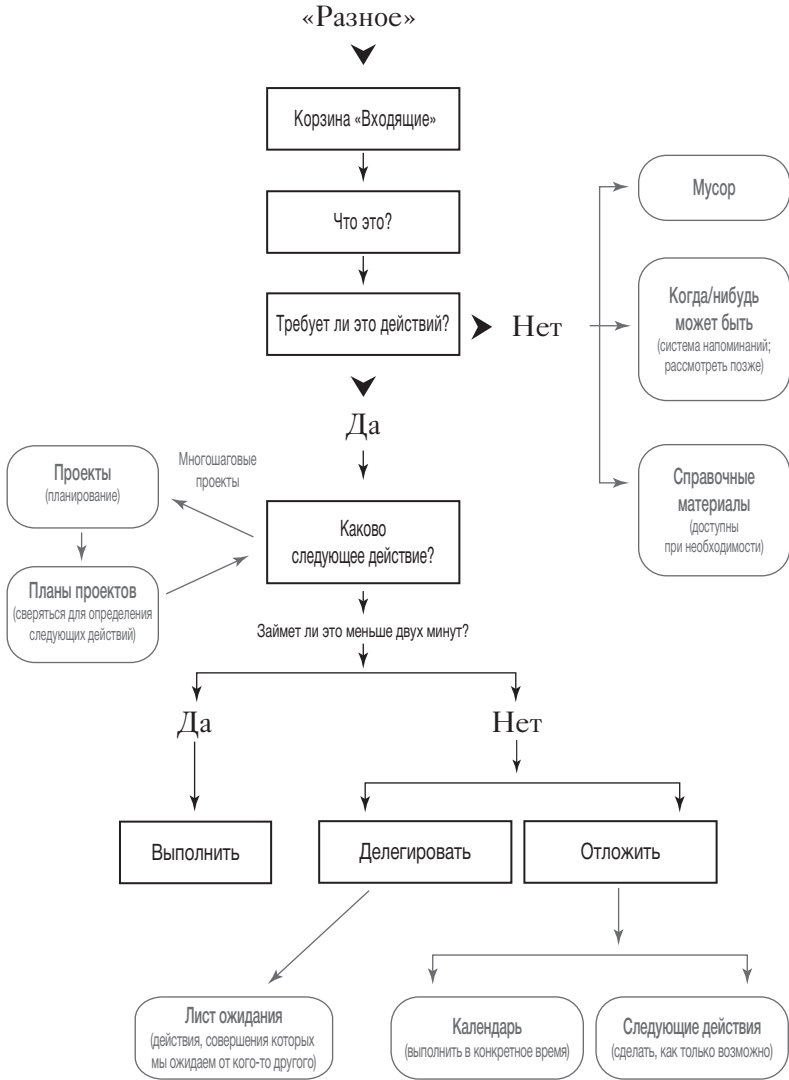 «Разное»
Корзина «Входящие»
Что это?
Требует ли это действий?
Нет
Мусор
Когда/нибудь
может быть
(система напоминаний;
рассмотреть позже)
Справочные
материалы
(доступны
при необходимости)
Да
Многошаговые
проекты
Проекты
(планирование)
Планы проектов
(сверяться для определения
следующих действий)
Каково
следующее действие?
Займет ли это меньше двух минут?
Да
Нет
Выполнить
Делегировать
Отложить
Лист ожидания
(действия, совершения которых
мы ожидаем от кого-то другого)
Календарь
(выполнить в конкретное время)
Следующие действия
(сделать, как только возможно)